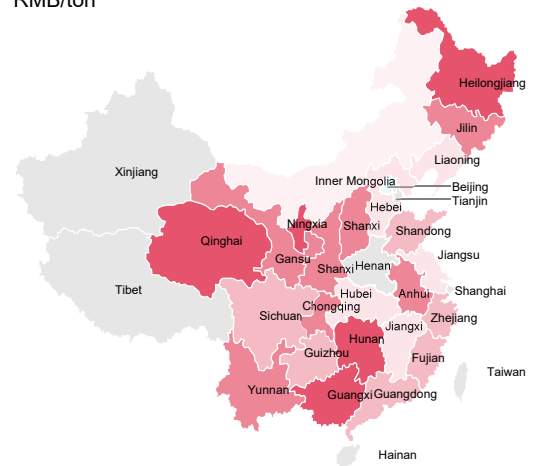 RMB/ton
Heilongjiang
Jilin
Liaoning
Xinjiang
Inner Mongolia
Beijing
Tianjin
Hebei
Ningxia
Shanxi
Shandong
Qinghai
Gansu
Shanxi
Henan
Jiangsu
Tibet
Hubei
Anhui
Shanghai
Chongqing
Sichuan
Jiangxi
Zhejiang
Hunan
Guizhou
Fujian
Taiwan
Yunnan
Guangxi
Guangdong
Hainan